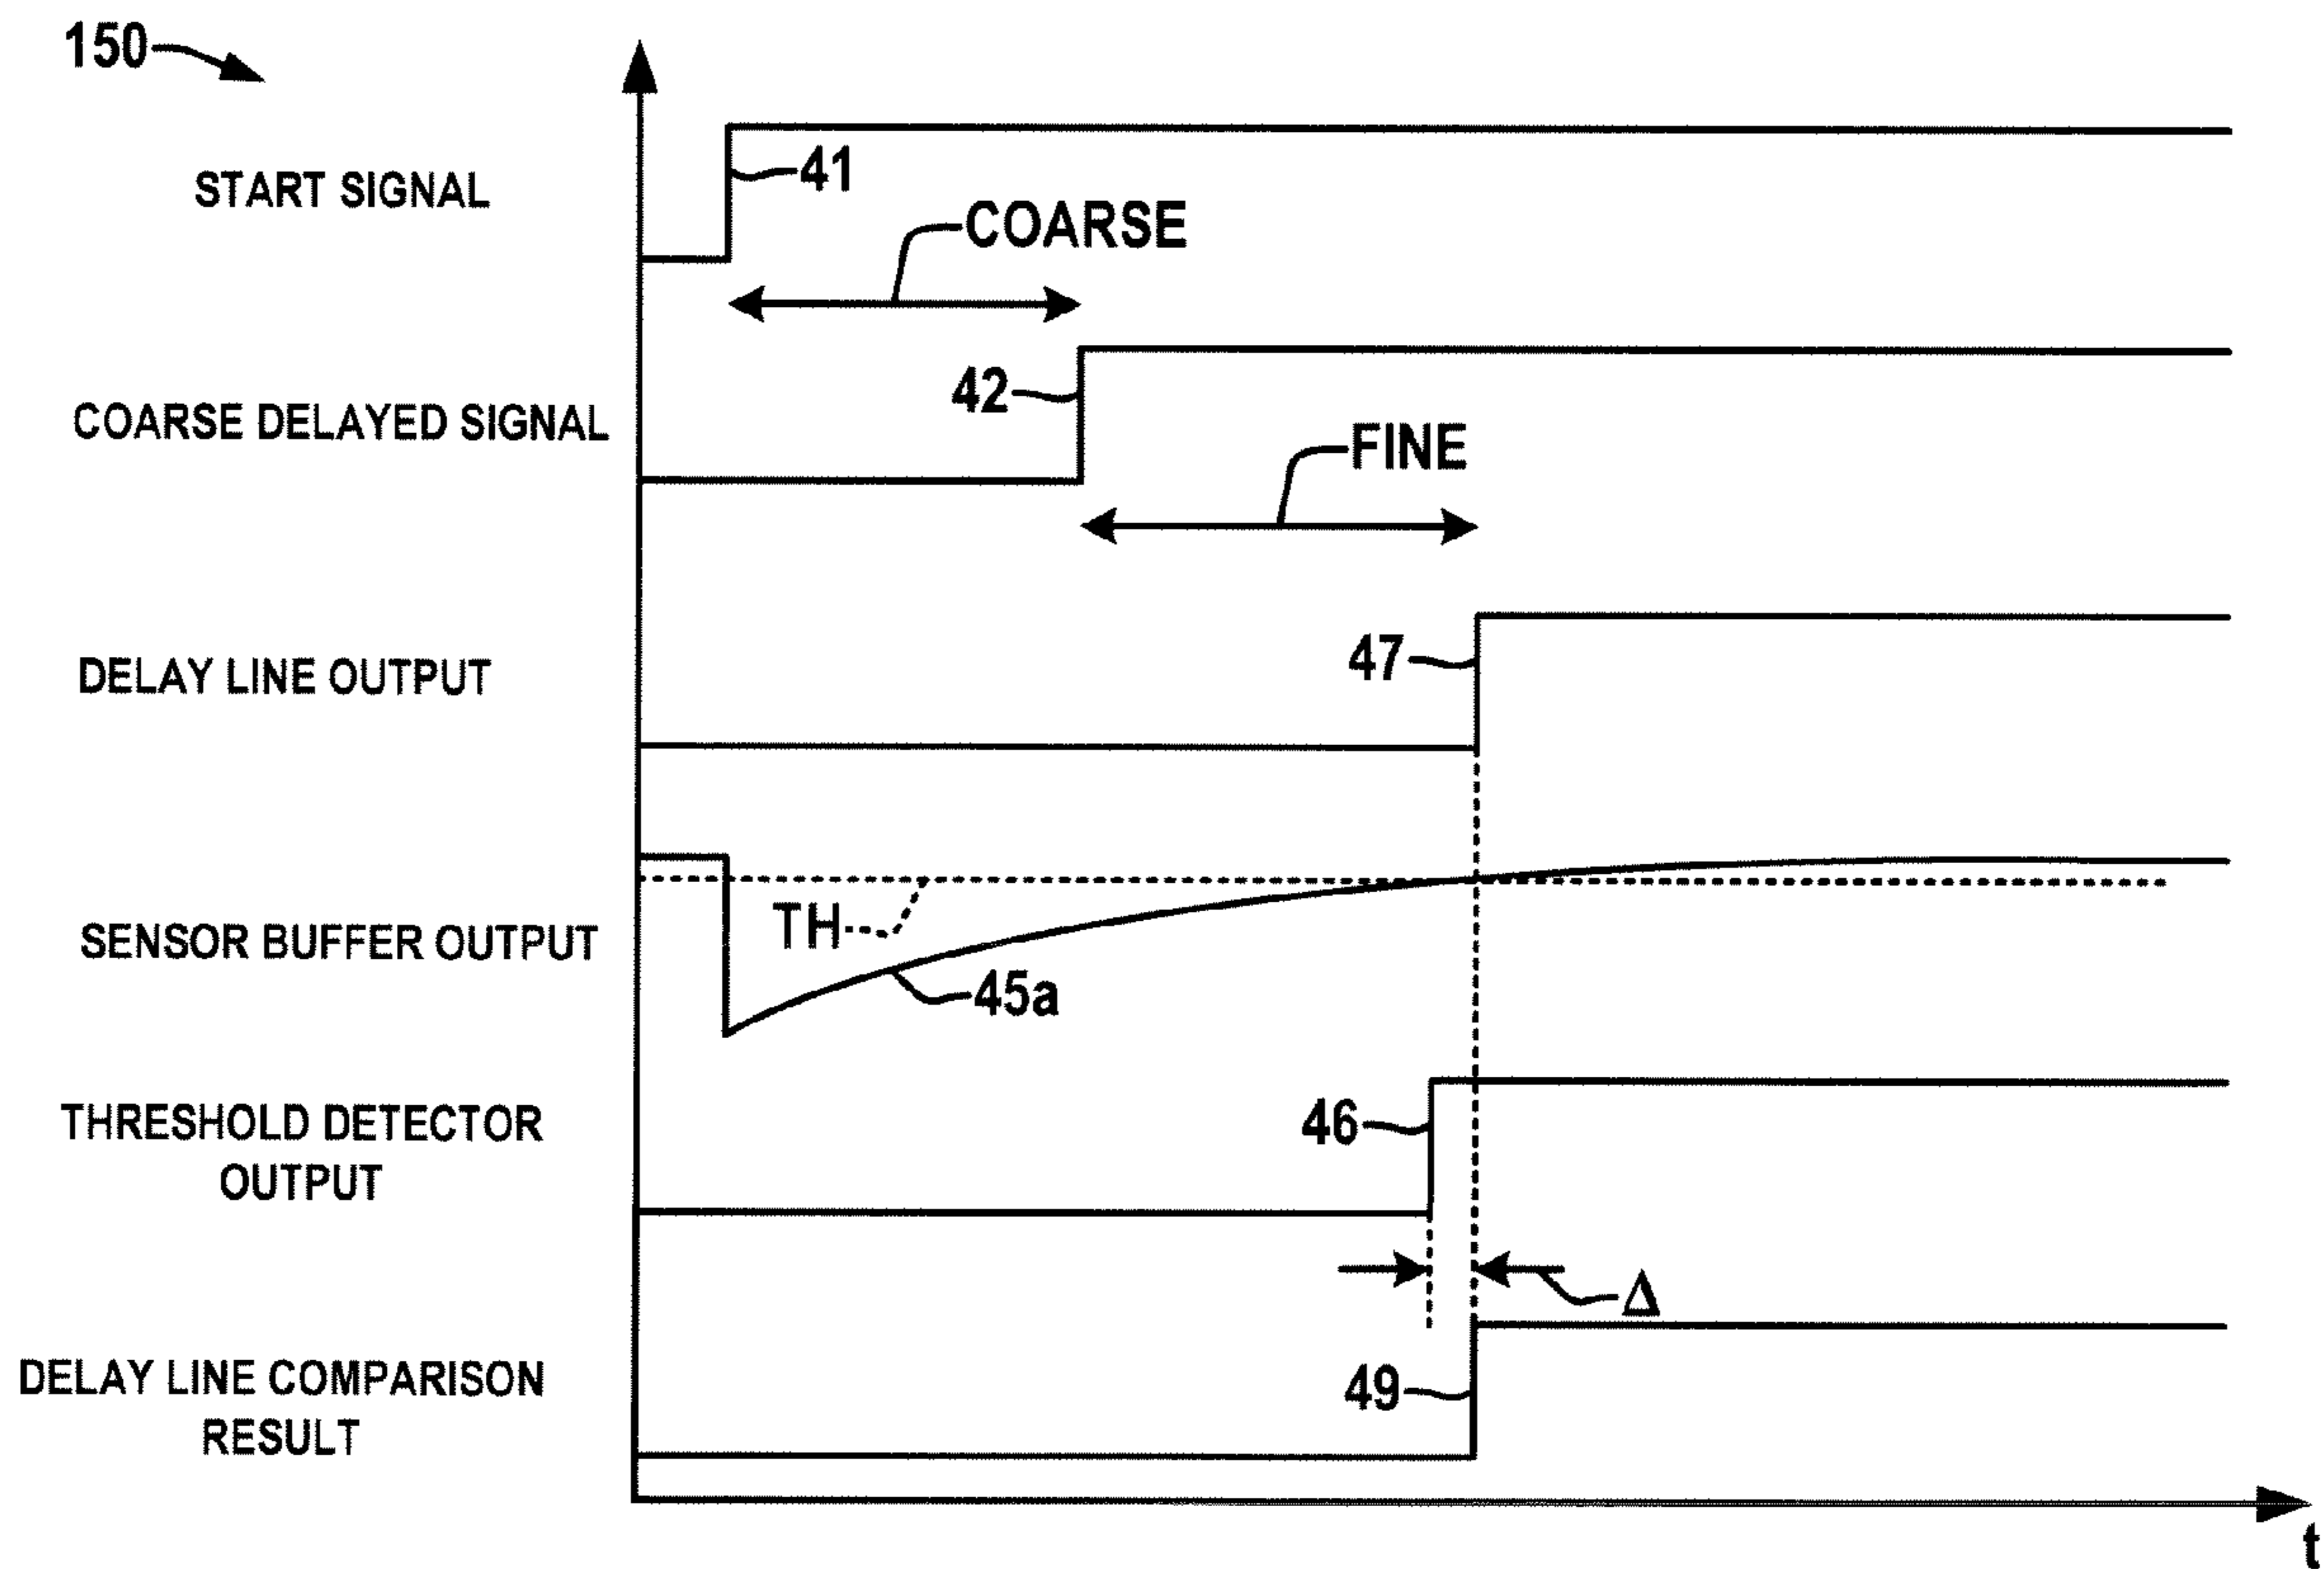 150
START SIGNAL
41
COARSE
COARSE DELAYED SIGNAL
42
FINE
DELAY LINE OUTPUT
47
SENSOR BUFFER OUTPUT
TH
45a
THRESHOLD DETECTOR
OUTPUT
46
Δ
DELAY LINE COMPARISON
RESULT
49
t